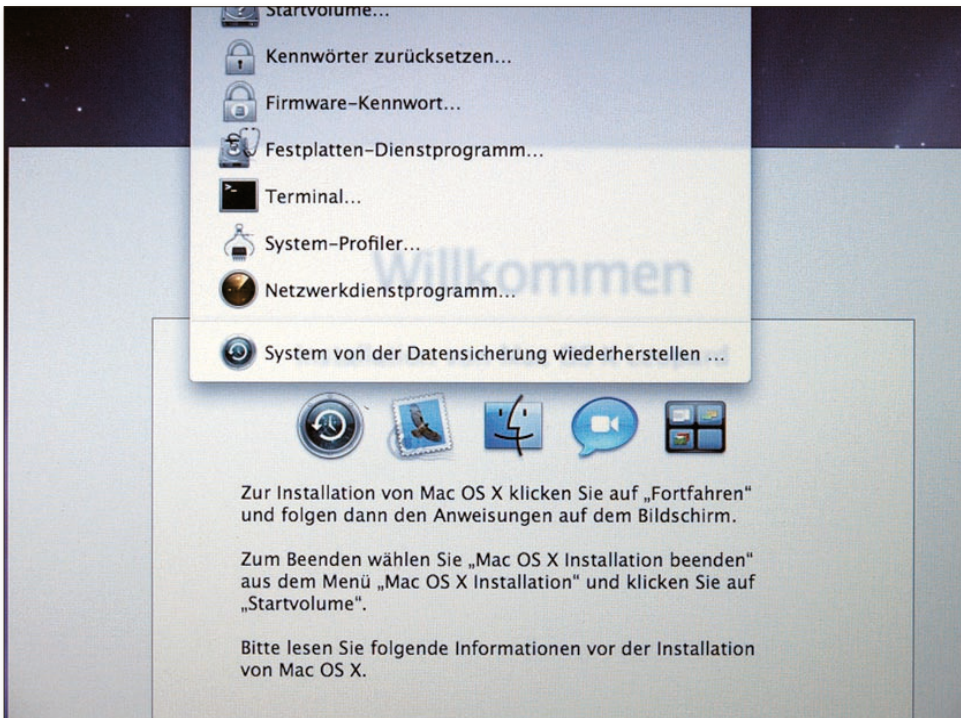 Startvolume...
Kennwörter zurücksetzen...
Firmware-Kennwort...
Festplatten-Dienstprogramm...
Terminal...
System-Profiler...
Willkommen
Netzwerkdienstprogramm...
System von der Datensicherung wiederherstellen ...
Zur Installation von Mac OS X klicken Sie auf „Fortfahren“
und folgen dann den Anweisungen auf dem Bildschirm.
Zum Beenden wählen Sie „Mac OS X Installation beenden“
aus dem Menü „Mac OS X Installation“ und klicken Sie auf
„Startvolume“.
Bitte lesen Sie folgende Informationen vor der Installation
von Mac OS X.